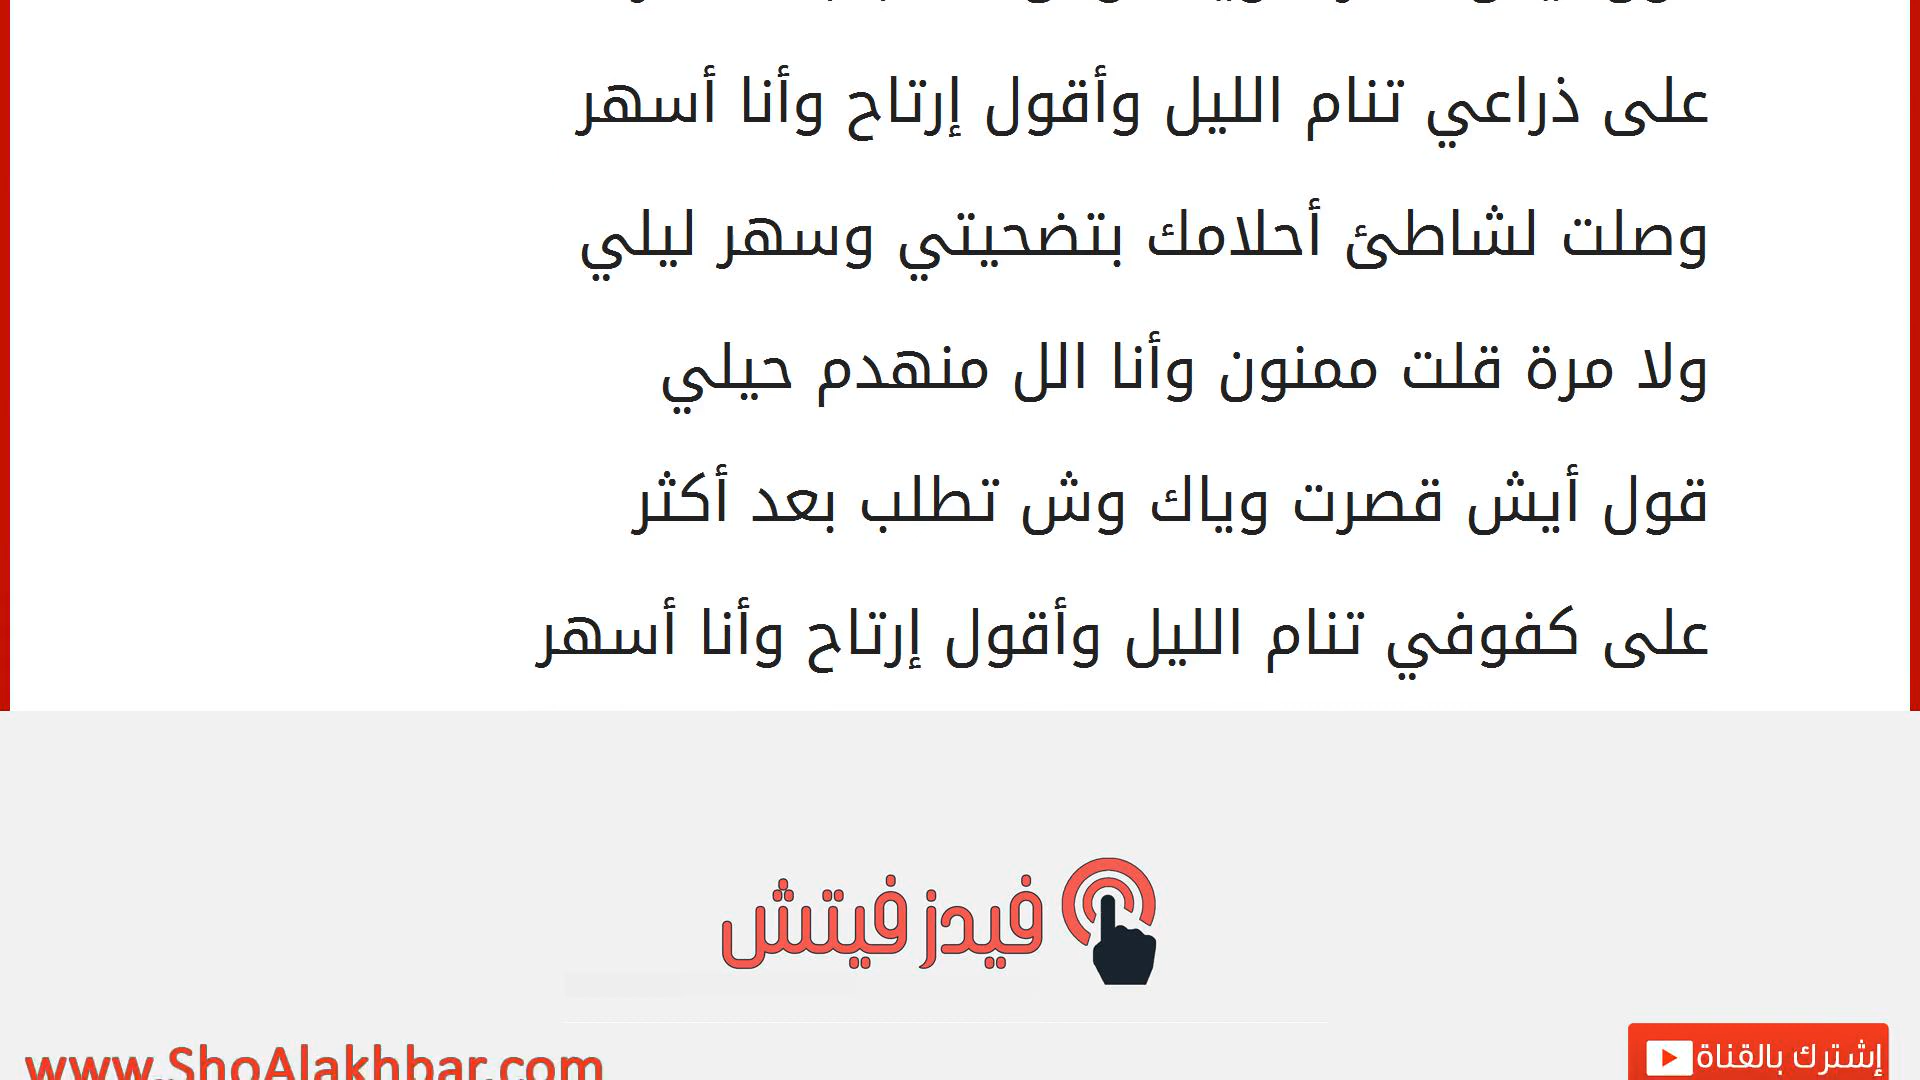 على ذراعي تنام الليل وأقول إرتاح وأنا أسهر
وصلت لشاطئ أحلامك بتضحيتي وسهر ليلي
ولا مرة قلت ممنون وأنا الل منهدم حيلي
قول أيش قصرت وياك وش تطلب بعد أكثر
على كفوفي تنام الليل وأقول إرتاح وأنا أسهر
فيدز فيتش
www.ShoAlakhbar.com
إشترك بالقناة